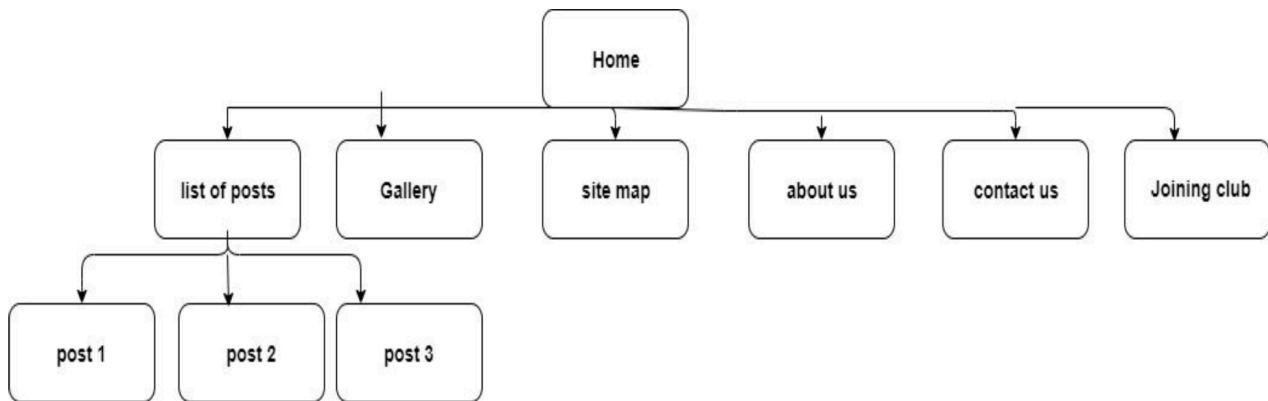 Home
list of posts
Gallery
site map
about us
contact us
Joining club
post 1
post 2
post 3